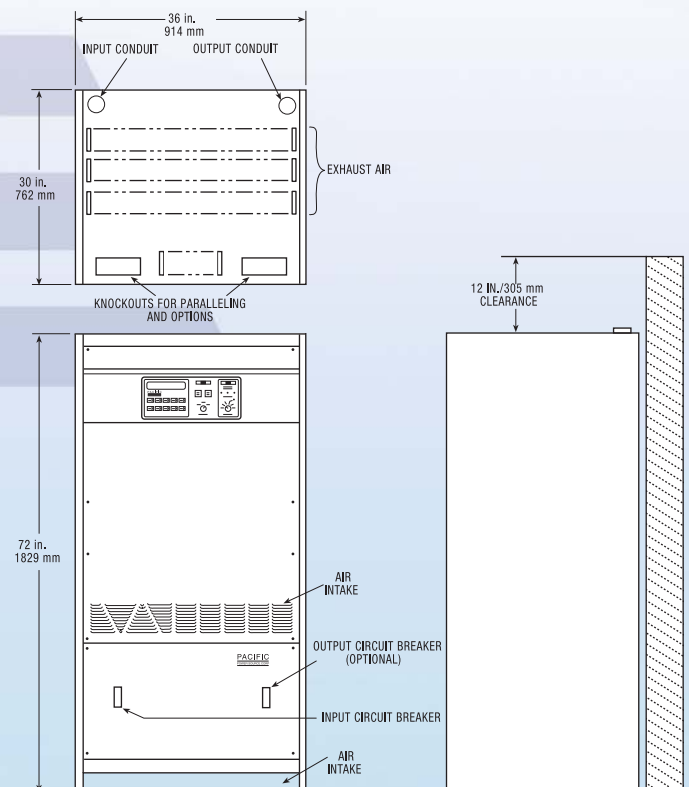 36 in.
914 mm
INPUT CONDUIT
OUTPUT CONDUIT
30 in.
762 mm
EXHAUST AIR
KNOCKOUTS FOR PARALLELING
AND OPTIONS
12 IN./305 mm
CLEARANCE
72 in.
1829 mm
AIR
INTAKE
OUTPUT CIRCUIT BREAKER
(OPTIONAL)
PACIFIC
INPUT CIRCUIT BREAKER
AIR
INTAKE